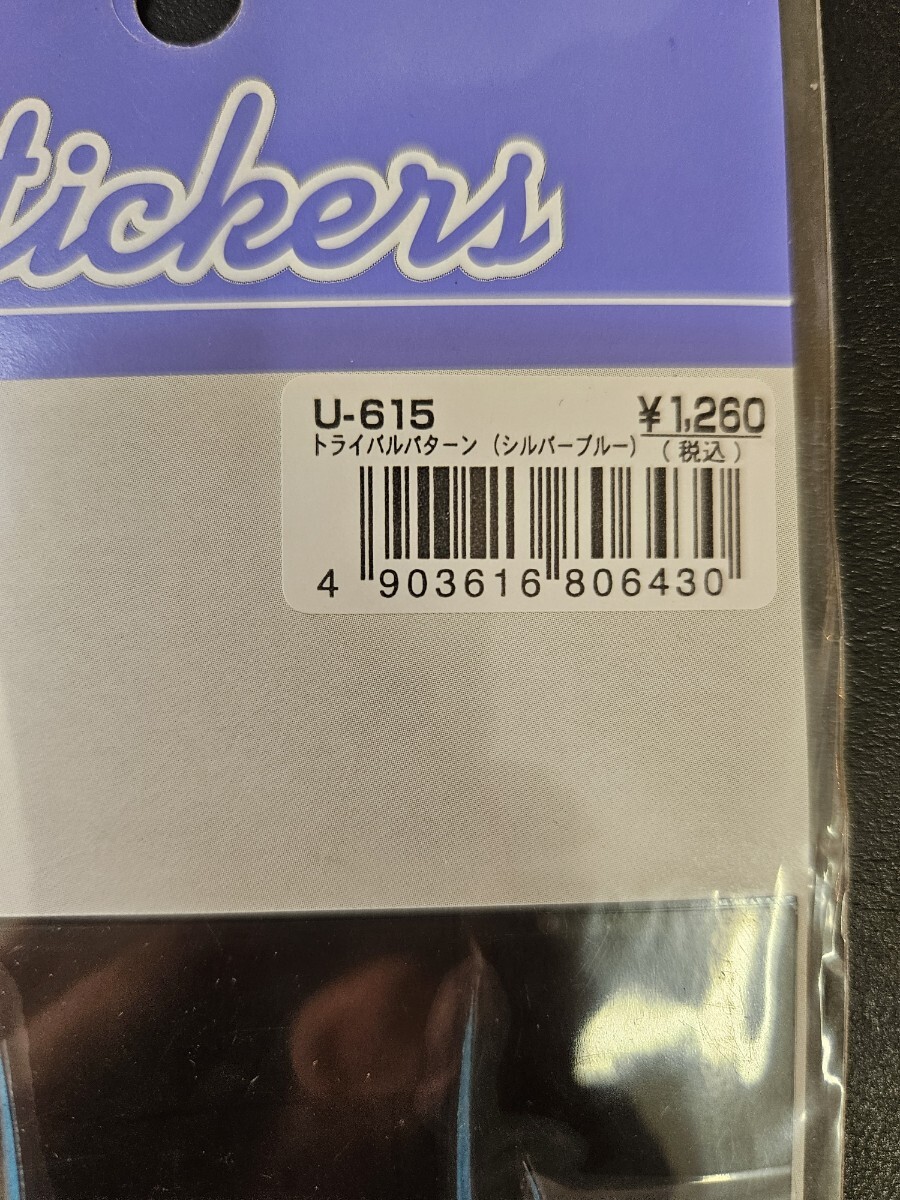 tickers
U-615 ¥1,260
トライバルパターン (シルバーブルー) (税込)
4 903616 806430